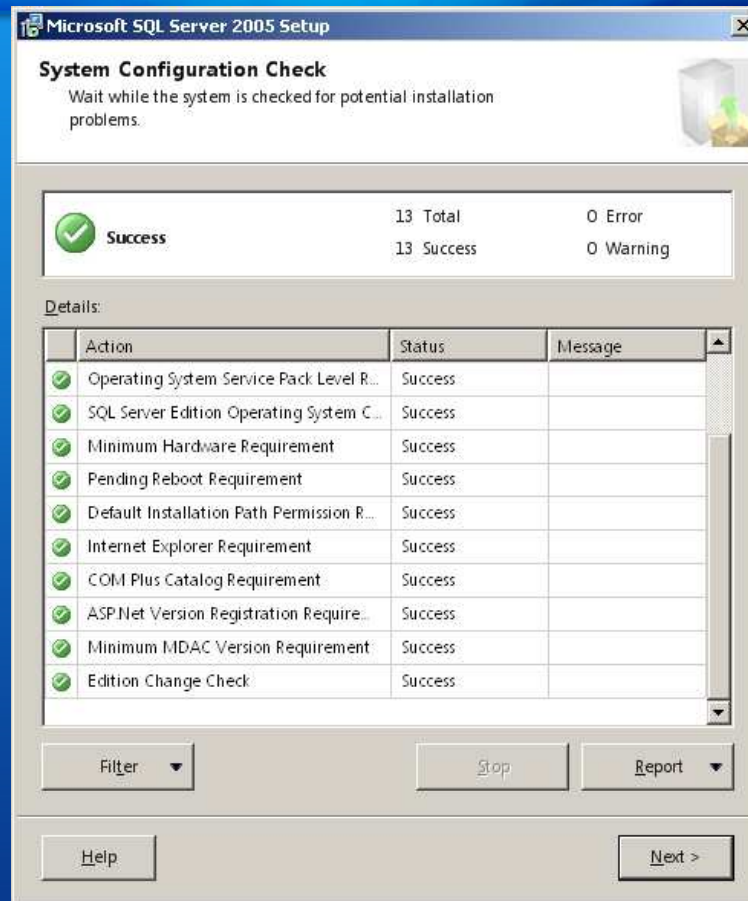 Microsoft SQL Server 2005 Setup
System Configuration Check
Wait while the system is checked for potential installation
problems.
Success
13 Total
0 Error
13 Success
0 Warning
Details:
Action Status Message
Operating System Service Pack Level R... Success
SQL Server Edition Operating System C... Success
Minimum Hardware Requirement Success
Pending Reboot Requirement Success
Default Installation Path Permission R... Success
Internet Explorer Requirement Success
COM Plus Catalog Requirement Success
ASP.Net Version Registration Require... Success
Minimum MDAC Version Requirement Success
Edition Change Check Success
Filter Stop Report
Help Next >